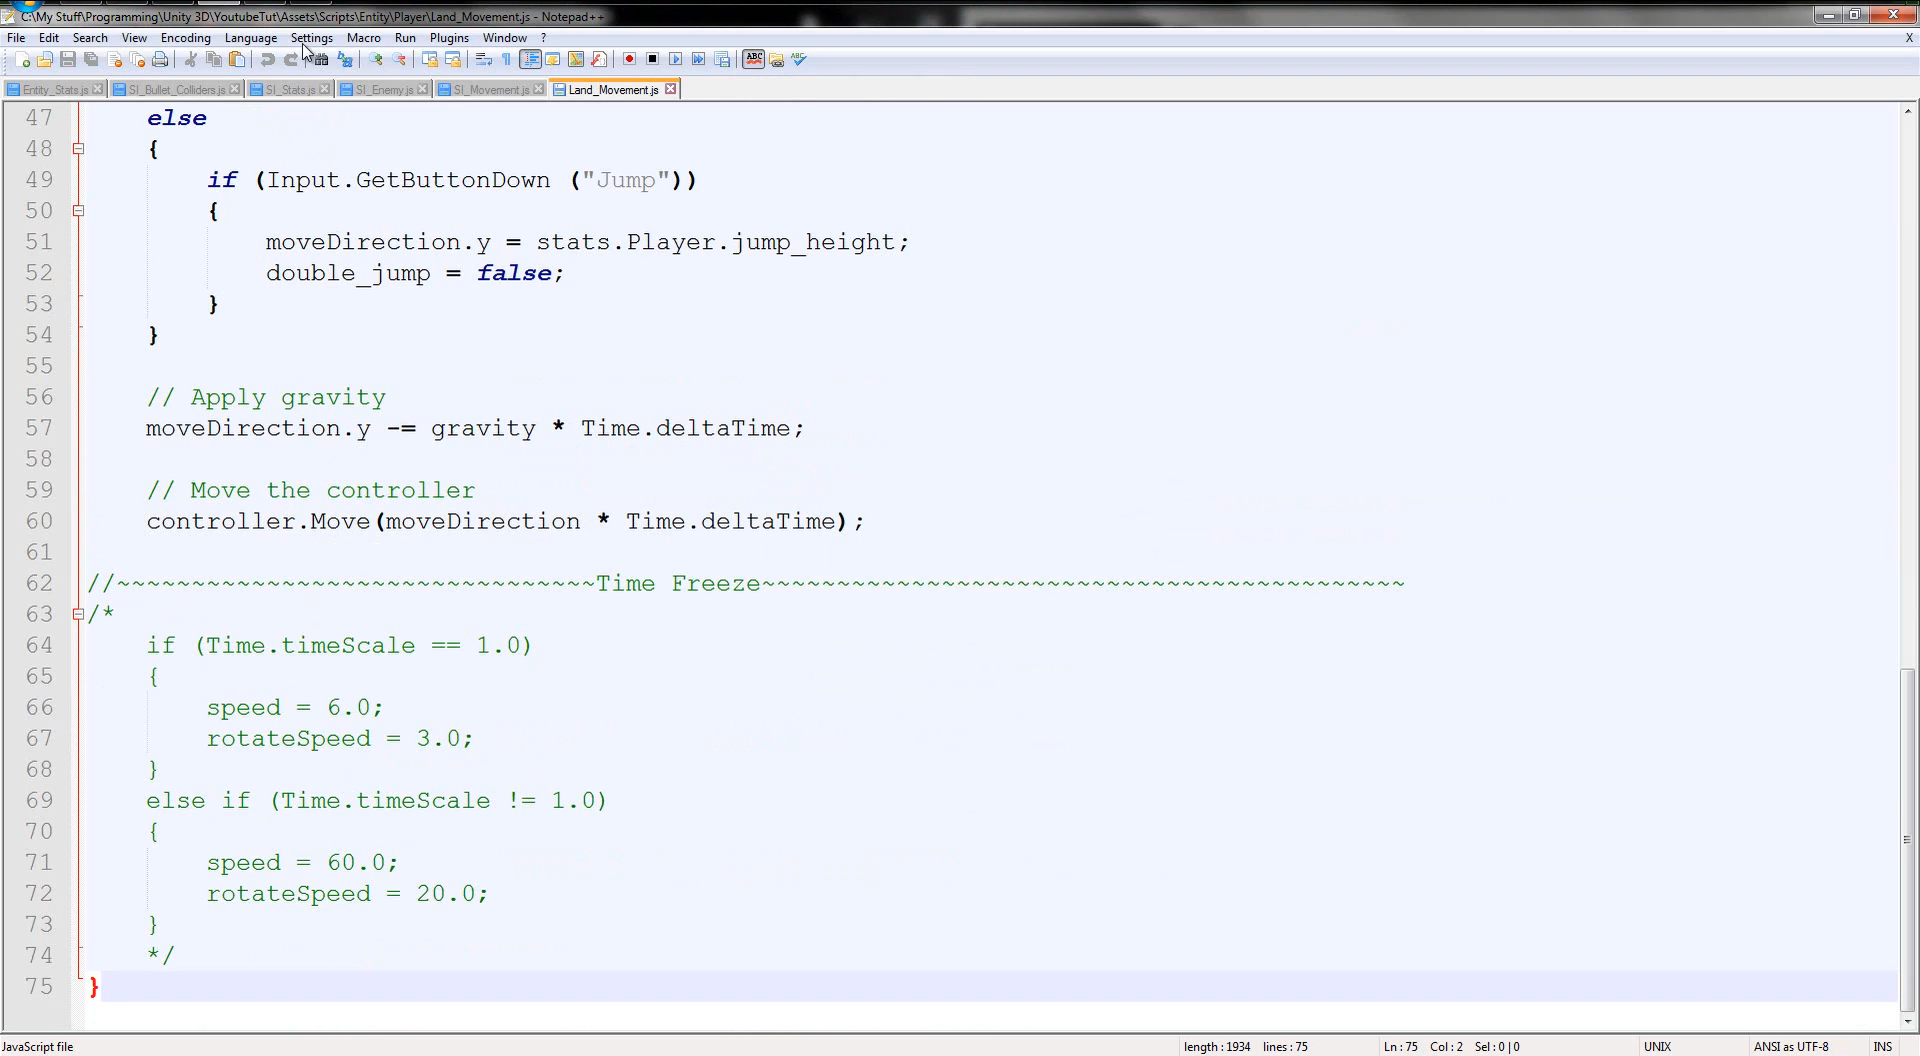 C:\My Stuff\Programming\Unity 3D\YoutubeTut\Assets\Scripts\Entity\Player\Land_Movement.js - Notepad++
File Edit Search View Encoding Language Settings Macro Run Plugins Window ? X
Entity_Stats.js SI_Bullet_Colliders.js SI_Stats.js SI_Enemy.js SI_Movement.js Land_Movement.js
47 else
48 {
49 if (Input.GetButtonDown ("Jump"))
50 {
51 moveDirection.y = stats.Player.jump_height;
52 double_jump = false;
53 }
54 }
55
56 // Apply gravity
57 moveDirection.y -= gravity * Time.deltaTime;
58
59 // Move the controller
60 controller.Move(moveDirection * Time.deltaTime);
61
62 //~~~~~~~~~~~~~~~~~~~~~~~~~~~~~~~~Time Freeze~~~~~~~~~~~~~~~~~~~~~~~~~~~~~~~~~~~~~~~~~~~
63 /*
64 if (Time.timeScale == 1.0)
65 {
66 speed = 6.0;
67 rotateSpeed = 3.0;
68 }
69 else if (Time.timeScale != 1.0)
70 {
71 speed = 60.0;
72 rotateSpeed = 20.0;
73 }
74 */
75 }
JavaScript file length : 1934 lines : 75 Ln : 75 Col : 2 Sel : 0 | 0 UNIX ANSI as UTF-8 INS